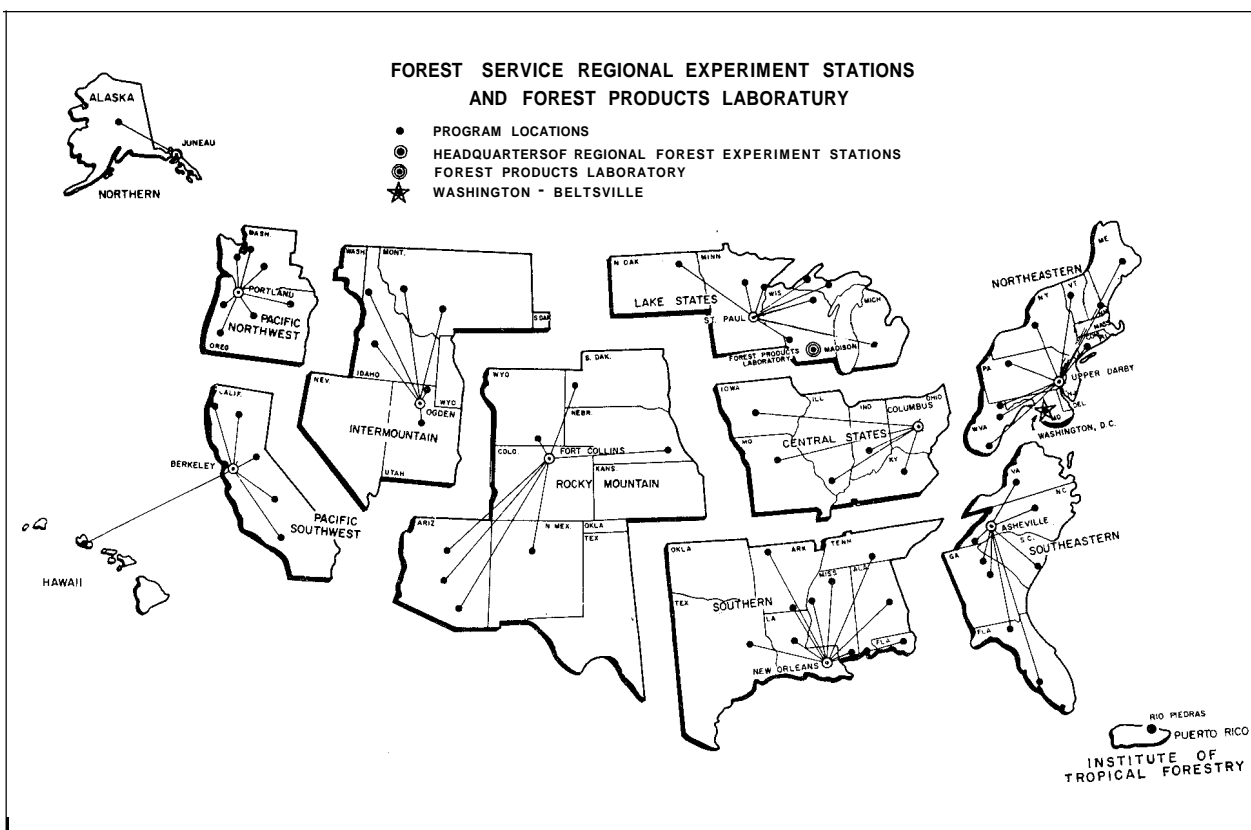 FOREST SERVICE REGIONAL EXPERIMENT STATIONS
AND FOREST PRODUCTS LABORATURY
PROGRAM LOCATIONS
HEADQUARTERSOF REGIONAL FOREST EXPERIMENT STATIONS
FOREST PRODUCTS LABORATORY
WASHINGTON - BELTSVILLE
ALASKA
JUNEAU
NORTHERN
WASH.
PORTLAND
PACIFIC
NORTHWEST
OREG
WASH.
MONT.
S DAK
IDAHO
WYO
NEV.
OGDEN
INTERMOUNTAIN
UTAH
CALIF.
BERKELEY
PACIFIC
SOUTHWEST
HAWAII
S. DAK.
WYO
NEBR.
COLO.
FORT COLLINS
KANS.
ROCKY MOUNTAIN
ARIZ
N MEX.
OKLA
TEX
N DAK
MINN
LAKE STATES
WIS
MICH
ST. PAUL
FOREST PRODUCTS
LABORATORY
MADISON
IOWA
ILL
IND
OHIO
COLUMBUS
MO
CENTRAL STATES
KY
ME
NORTHEASTERN
N.Y
VT
MASS
PA
UPPER DARBY
DEL
MD
WVA
WASHINGTON, D.C.
VA
N.C.
ASHEVILLE
S.C.
SOUTHEASTERN
GA
FLA
OKLA
ARK
TENN
MISS
ALA
TEX
SOUTHERN
LA
FLA
NEW ORLEANS
RIO PIEDRAS
PUERTO RICO
INSTITUTE OF
TROPICAL FORESTRY